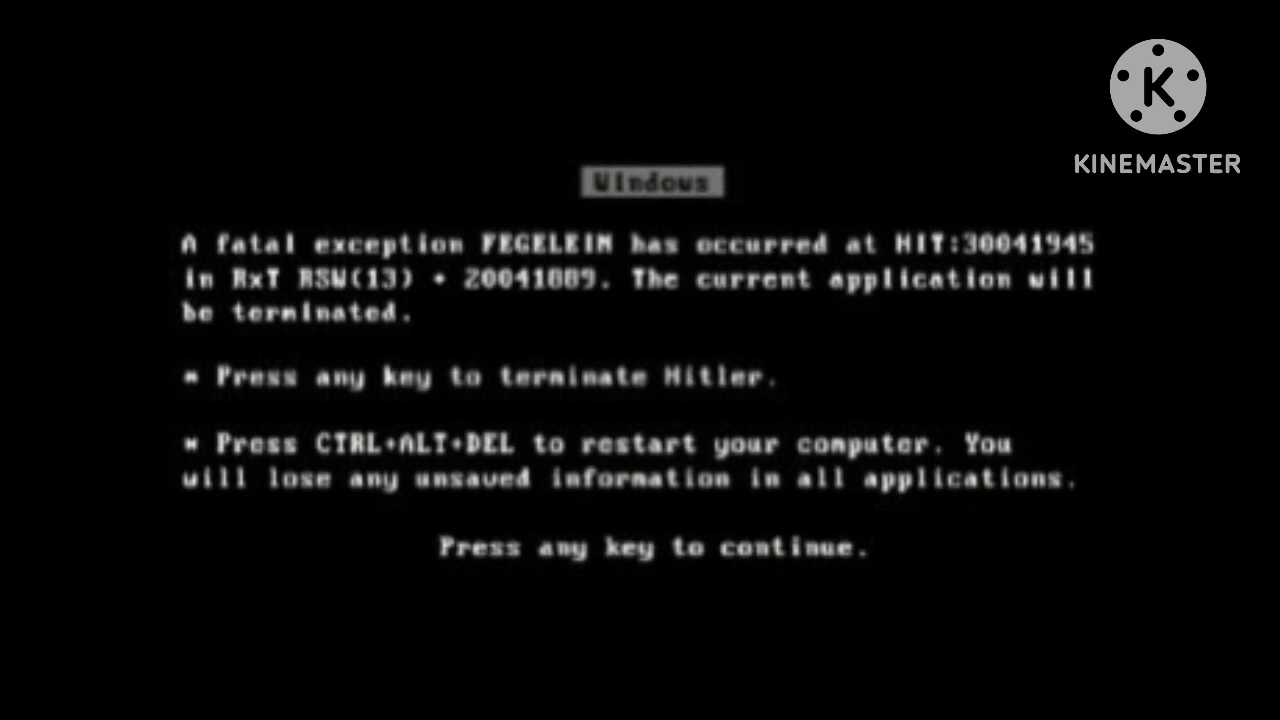 K
KINEMASTER
Windows
A fatal exception FEGELEIN has occurred at HIT:30041945
in RxT RSW(13) + 20041889. The current application will
be terminated.
* Press any key to terminate Hitler.
* Press CTRL+ALT+DEL to restart your computer. You
will lose any unsaved information in all applications.
Press any key to continue.